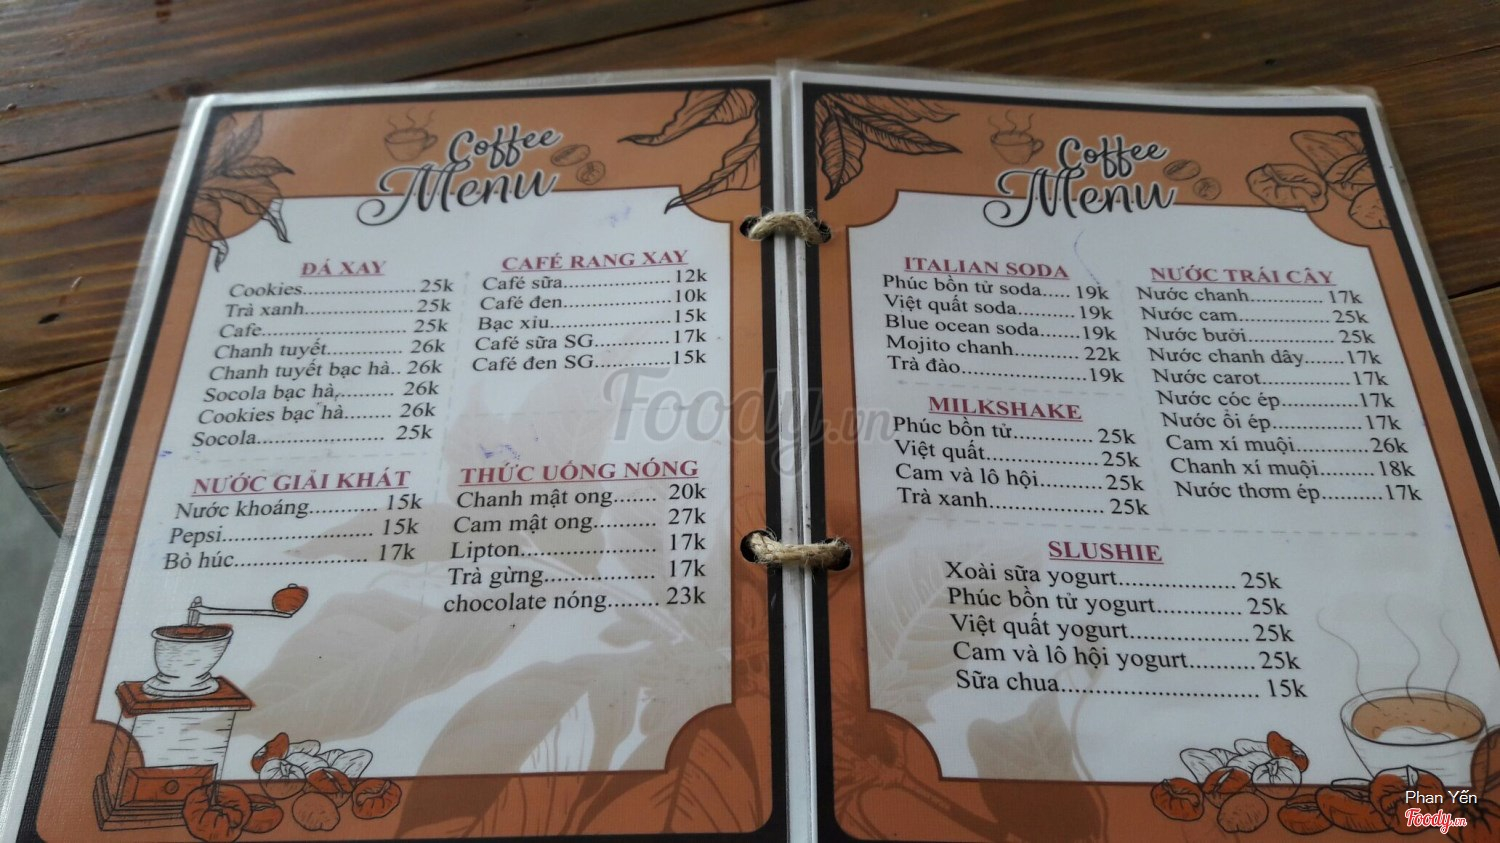 Coffee
Menu
ĐÁ XAY
Cookies........................ 25k
Trà xanh....................... 25k
Cafe............................... 25k
Chanh tuyết............... 26k
Chanh tuyết bạc hà.. 26k
Socola bạc hà............ 26k
Cookies bạc hà......... 26k
Socola....................... 25k
CAFÉ RANG XAY
Café sữa.................... 12k
Café đen.................... 10k
Bạc xỉu...................... 15k
Café sữa SG.............. 17k
Café đen SG.............. 15k
NƯỚC GIẢI KHÁT
Nước khoáng............ 15k
Pepsi........................... 15k
Bò húc....................... 17k
THỨC UỐNG NÓNG
Chanh mật ong....... 20k
Cam mật ong.......... 27k
Lipton...................... 17k
Trà gừng.................. 17k
chocolate nóng........ 23k
Coffee
Menu
ITALIAN SODA
Phúc bồn tử soda..... 19k
Việt quất soda.......... 19k
Blue ocean soda...... 19k
Mojito chanh............ 22k
Trà đào...................... 19k
MILKSHAKE
Phúc bồn tử.............. 25k
Việt quất................... 25k
Cam và lô hội........... 25k
Trà xanh.................... 25k
NƯỚC TRÁI CÂY
Nước chanh............ 17k
Nước cam................ 25k
Nước bưởi............... 25k
Nước chanh dây...... 17k
Nước carot.............. 17k
Nước cóc ép............ 17k
Nước ổi ép.............. 17k
Cam xí muội........... 26k
Chanh xí muội........ 18k
Nước thơm ép.......... 17k
SLUSHIE
Xoài sữa yogurt................... 25k
Phúc bồn tử yogurt............. 25k
Việt quất yogurt................... 25k
Cam và lô hội yogurt.......... 25k
Sữa chua................................ 15k
Foody.vn
Phan Yến
Foody.vn